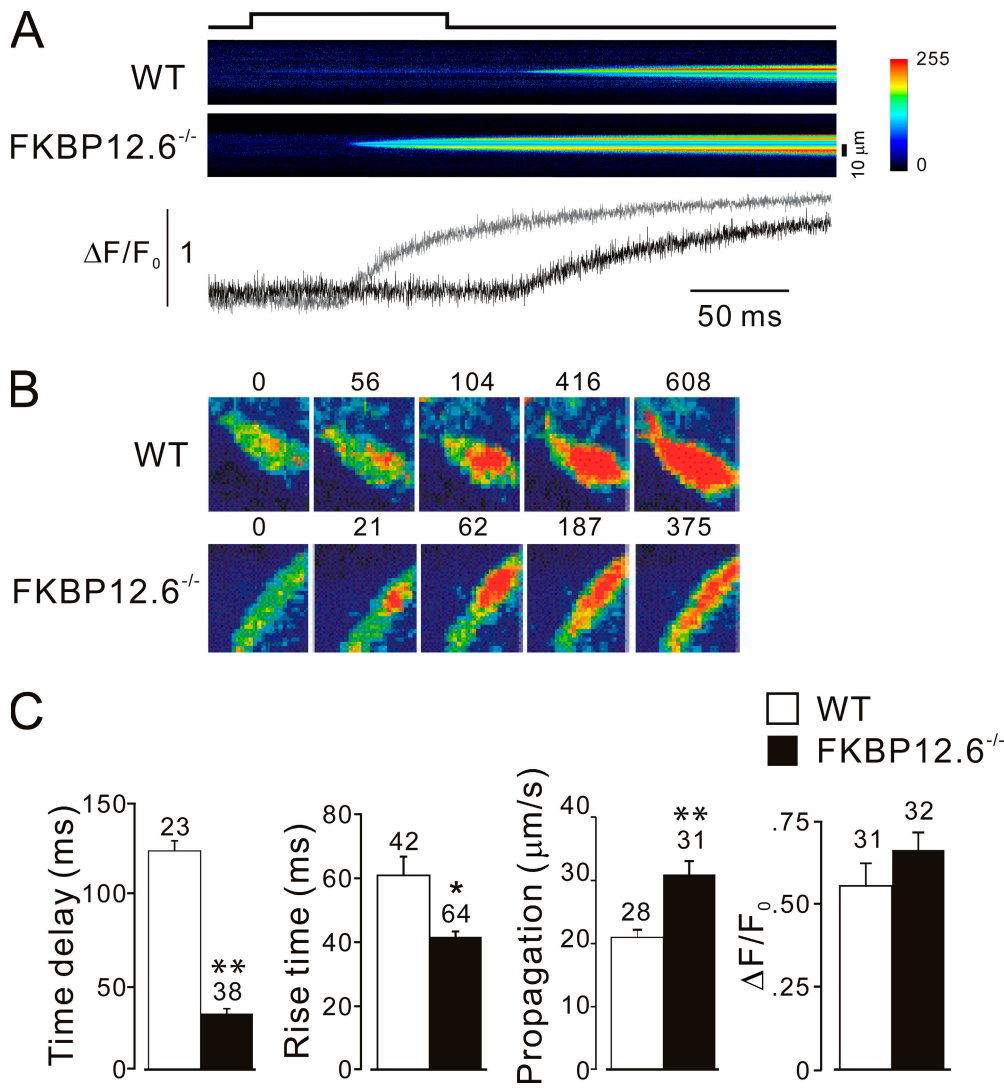 A
WT
FKBP12.6-/-
255
0
10 μm
ΔF/F0
1
50 ms
B
0 56 104 416 608
WT
0 21 62 187 375
FKBP12.6-/-
C
WT
FKBP12.6-/-
Time delay (ms)
150
100
50
0
23
**
38
Rise time (ms)
80
60
40
20
0
42
*
64
Propagation (μm/s)
40
30
20
10
0
28
**
31
ΔF/F0
.75
.50
.25
0
31
32